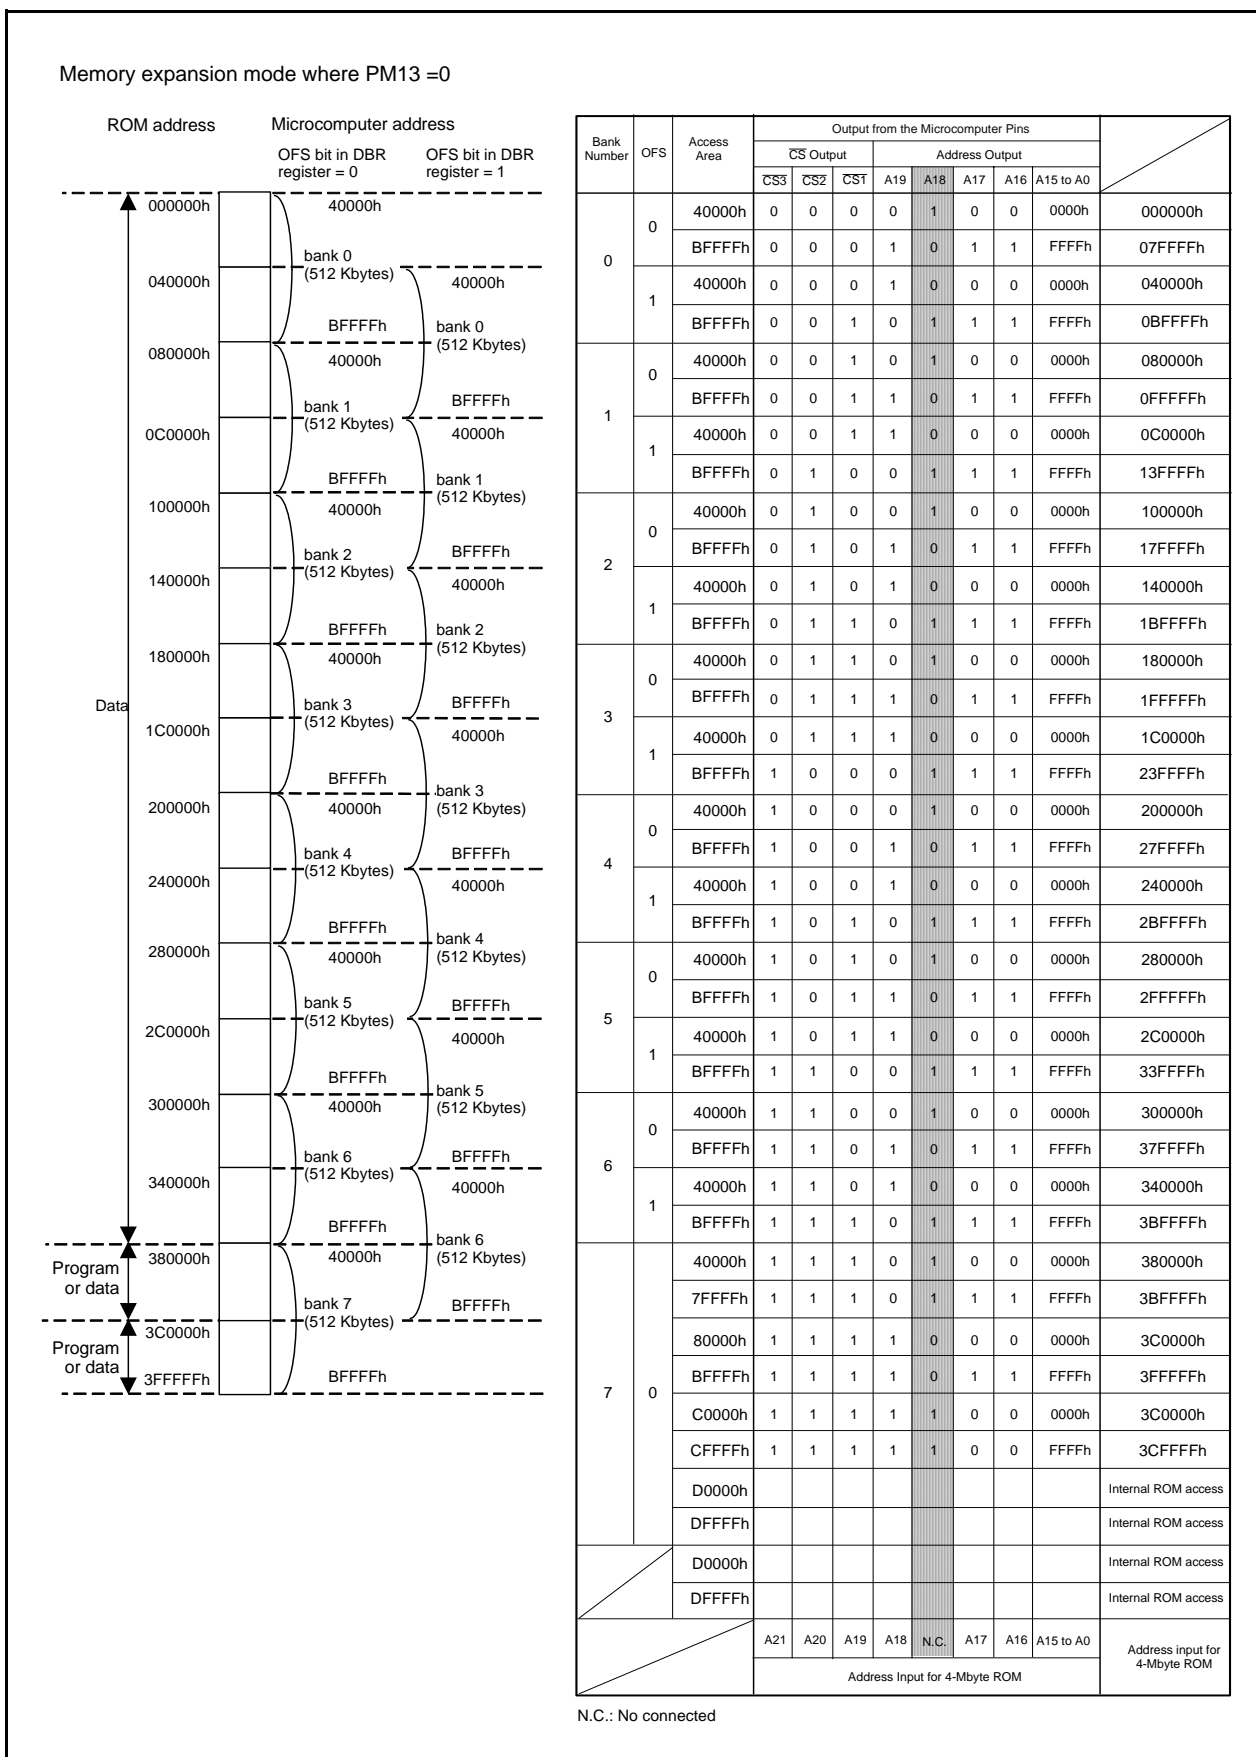 Memory expansion mode where PM13 =0
ROM address
Microcomputer address
OFS bit in DBR
register = 0
OFS bit in DBR
register = 1
000000h
40000h
bank 0
(512 Kbytes)
040000h
40000h
BFFFFh
bank 0
(512 Kbytes)
080000h
40000h
bank 1
(512 Kbytes)
BFFFFh
0C0000h
40000h
BFFFFh
bank 1
(512 Kbytes)
100000h
40000h
bank 2
(512 Kbytes)
BFFFFh
140000h
40000h
BFFFFh
bank 2
(512 Kbytes)
180000h
40000h
Data
bank 3
(512 Kbytes)
BFFFFh
1C0000h
40000h
BFFFFh
bank 3
(512 Kbytes)
200000h
40000h
bank 4
(512 Kbytes)
BFFFFh
240000h
40000h
BFFFFh
bank 4
(512 Kbytes)
280000h
40000h
bank 5
(512 Kbytes)
BFFFFh
2C0000h
40000h
BFFFFh
bank 5
(512 Kbytes)
300000h
40000h
bank 6
(512 Kbytes)
BFFFFh
340000h
40000h
BFFFFh
bank 6
(512 Kbytes)
380000h
40000h
Program
or data
bank 7
(512 Kbytes)
BFFFFh
3C0000h
Program
or data
3FFFFFh
BFFFFh
Bank
Number
OFS
Access
Area
Output from the Microcomputer Pins
CS Output
Address Output
CS3 CS2 CS1 A19 A18 A17 A16 A15 to A0
0 0 40000h 0 0 0 0 1 0 0 0000h 000000h
BFFFFh 0 0 0 1 0 1 1 FFFFh 07FFFFh
1 40000h 0 0 0 1 0 0 0 0000h 040000h
BFFFFh 0 0 1 0 1 1 1 FFFFh 0BFFFFh
1 0 40000h 0 0 1 0 1 0 0 0000h 080000h
BFFFFh 0 0 1 1 0 1 1 FFFFh 0FFFFFh
1 40000h 0 0 1 1 0 0 0 0000h 0C0000h
BFFFFh 0 1 0 0 1 1 1 FFFFh 13FFFFh
2 0 40000h 0 1 0 0 1 0 0 0000h 100000h
BFFFFh 0 1 0 1 0 1 1 FFFFh 17FFFFh
1 40000h 0 1 0 1 0 0 0 0000h 140000h
BFFFFh 0 1 1 0 1 1 1 FFFFh 1BFFFFh
3 0 40000h 0 1 1 0 1 0 0 0000h 180000h
BFFFFh 0 1 1 1 0 1 1 FFFFh 1FFFFFh
1 40000h 0 1 1 1 0 0 0 0000h 1C0000h
BFFFFh 1 0 0 0 1 1 1 FFFFh 23FFFFh
4 0 40000h 1 0 0 0 1 0 0 0000h 200000h
BFFFFh 1 0 0 1 0 1 1 FFFFh 27FFFFh
1 40000h 1 0 0 1 0 0 0 0000h 240000h
BFFFFh 1 0 1 0 1 1 1 FFFFh 2BFFFFh
5 0 40000h 1 0 1 0 1 0 0 0000h 280000h
BFFFFh 1 0 1 1 0 1 1 FFFFh 2FFFFFh
1 40000h 1 0 1 1 0 0 0 0000h 2C0000h
BFFFFh 1 1 0 0 1 1 1 FFFFh 33FFFFh
6 0 40000h 1 1 0 0 1 0 0 0000h 300000h
BFFFFh 1 1 0 1 0 1 1 FFFFh 37FFFFh
1 40000h 1 1 0 1 0 0 0 0000h 340000h
BFFFFh 1 1 1 0 1 1 1 FFFFh 3BFFFFh
7 0 40000h 1 1 1 0 1 0 0 0000h 380000h
7FFFFh 1 1 1 0 1 1 1 FFFFh 3BFFFFh
80000h 1 1 1 1 0 0 0 0000h 3C0000h
BFFFFh 1 1 1 1 0 1 1 FFFFh 3FFFFFh
C0000h 1 1 1 1 1 0 0 0000h 3C0000h
CFFFFh 1 1 1 1 1 0 0 FFFFh 3CFFFFh
D0000h Internal ROM access
DFFFFh Internal ROM access
D0000h Internal ROM access
DFFFFh Internal ROM access
A21 A20 A19 A18 N.C. A17 A16 A15 to A0
Address input for
4-Mbyte ROM
Address Input for 4-Mbyte ROM
N.C.: No connected